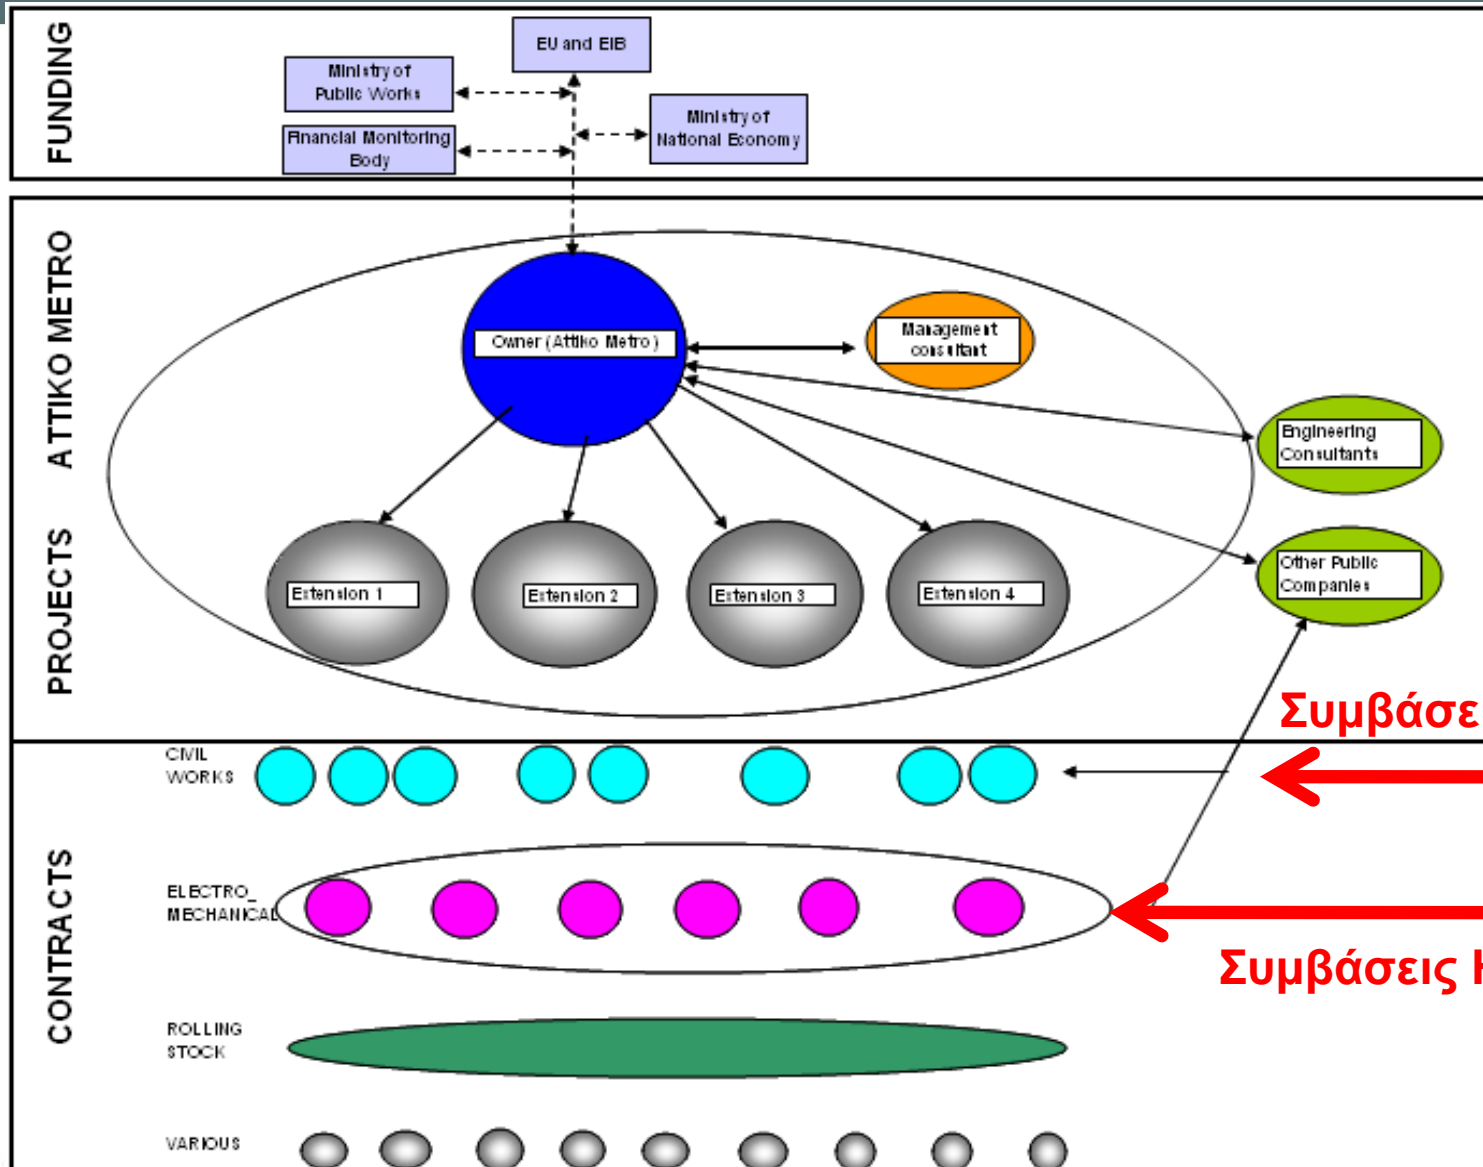 FUNDING
EU and EIB
Ministry of
Public Works
Financial Monitoring
Body
Ministry of
National Economy
ATTIKO METRO
Owner (Attiko Metro)
Management
consultant
Engineering
Consultants
Other Public
Companies
PROJECTS
Extension 1
Extension 2
Extension 3
Extension 4
Συμβάσε
CONTRACTS
CIVIL
WORKS
ELECTRO_
MECHANICAL
Συμβάσεις
ROLLING
STOCK
VARIOUS